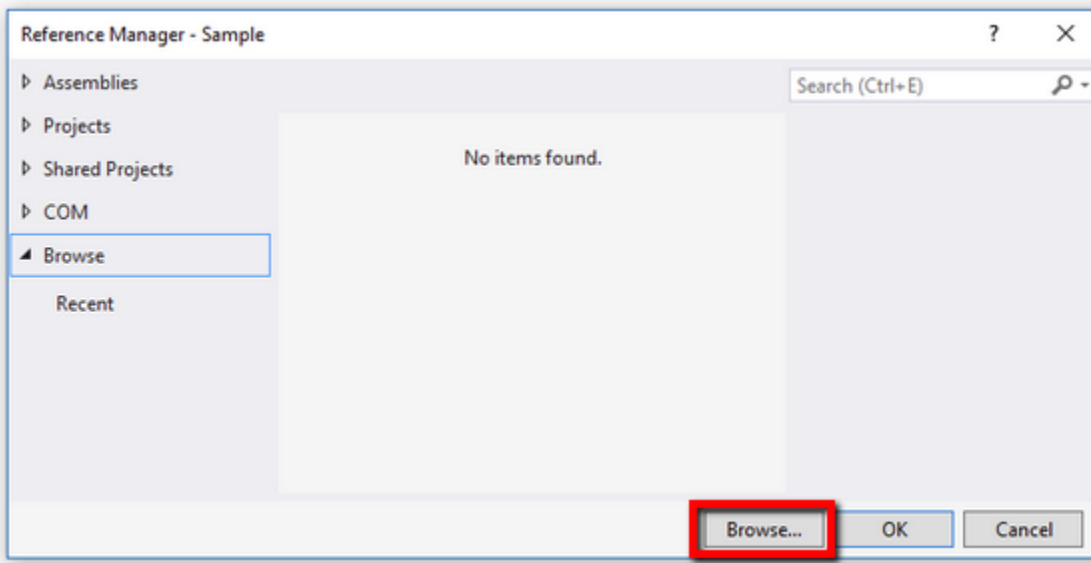 Reference Manager - Sample
?
Assemblies
Search (Ctrl+E)
Projects
No items found.
Shared Projects
COM
Browse
Recent
Browse... OK Cancel